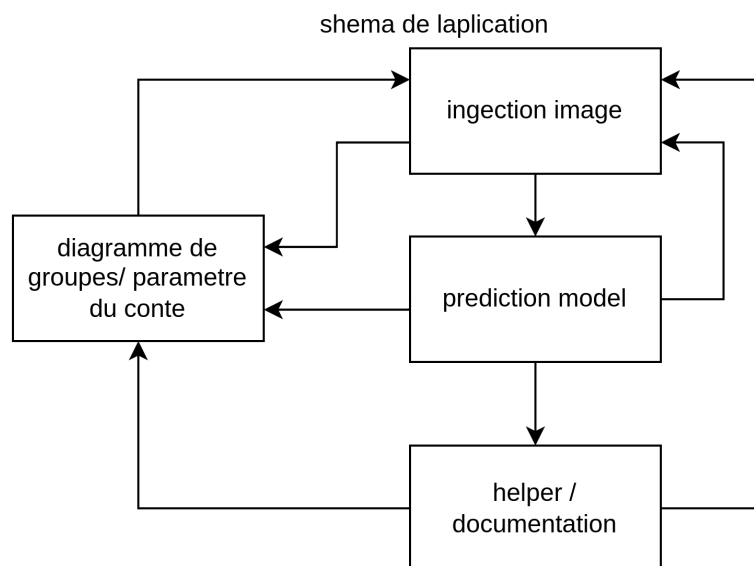 shema de laplication
ingection image
diagramme de
groupes/ parametre
du conte
prediction model
helper /
documentation